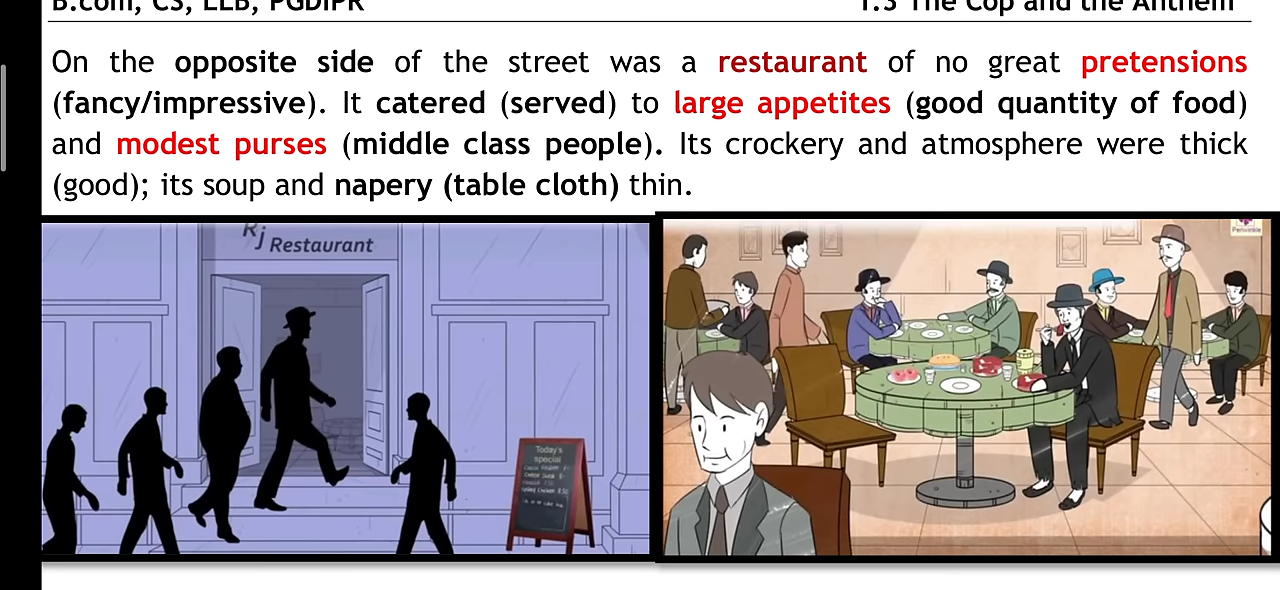 B.com, CS, LLB, PGDIPR 1.3 The Cop and the Anthem
On the opposite side of the street was a restaurant of no great pretensions
(fancy/impressive). It catered (served) to large appetites (good quantity of food)
and modest purses (middle class people). Its crockery and atmosphere were thick
(good); its soup and napery (table cloth) thin.
Rj Restaurant
Today's
special
Periwinkle